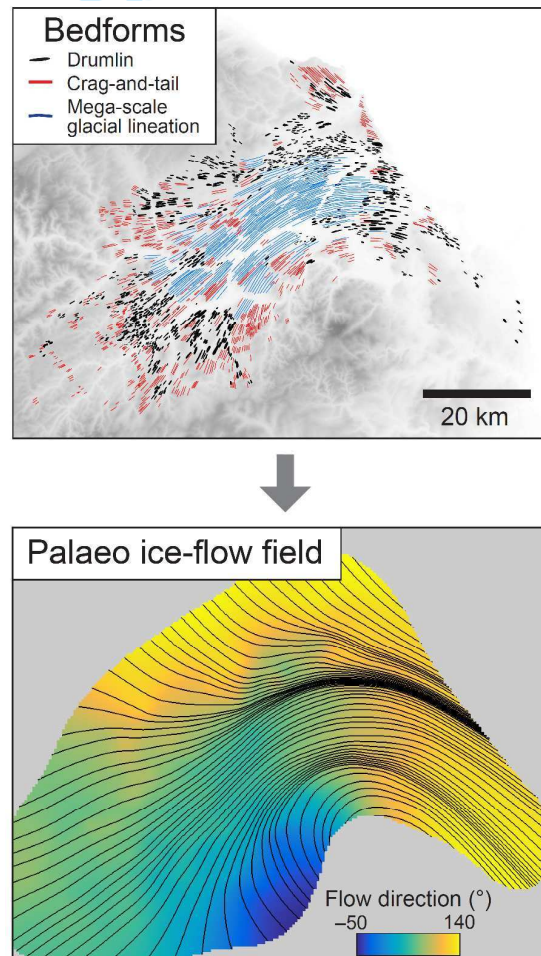 Bedforms
Drumlin
Crag-and-tail
Mega-scale
glacial lineation
20 km
Palaeo ice-flow field
Flow direction (°)
–50 140